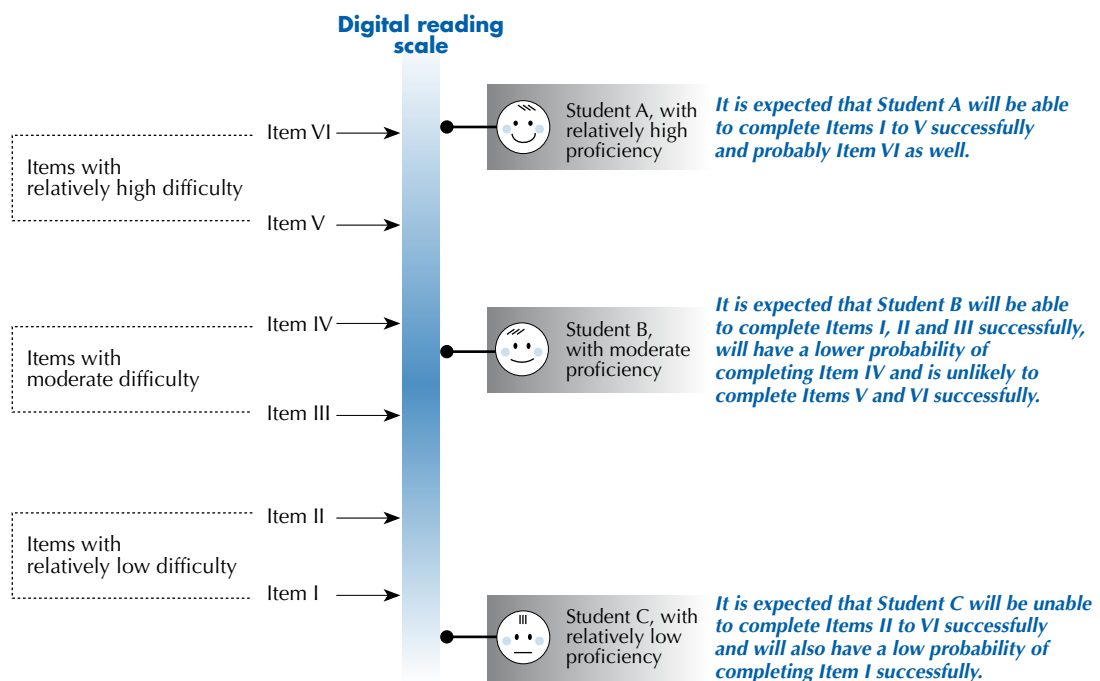 Digital reading
scale
Item VI
Items with
relatively high difficulty
Item V
Student A, with
relatively high
proficiency
It is expected that Student A will be able
to complete Items I to V successfully
and probably Item VI as well.
Item IV
Items with
moderate difficulty
Item III
Student B,
with moderate
proficiency
It is expected that Student B will be able
to complete Items I, II and III successfully,
will have a lower probability of
completing Item IV and is unlikely to
complete Items V and VI successfully.
Item II
Items with
relatively low difficulty
Item I
Student C, with
relatively low
proficiency
It is expected that Student C will be unable
to complete Items II to VI successfully
and will also have a low probability of
completing Item I successfully.